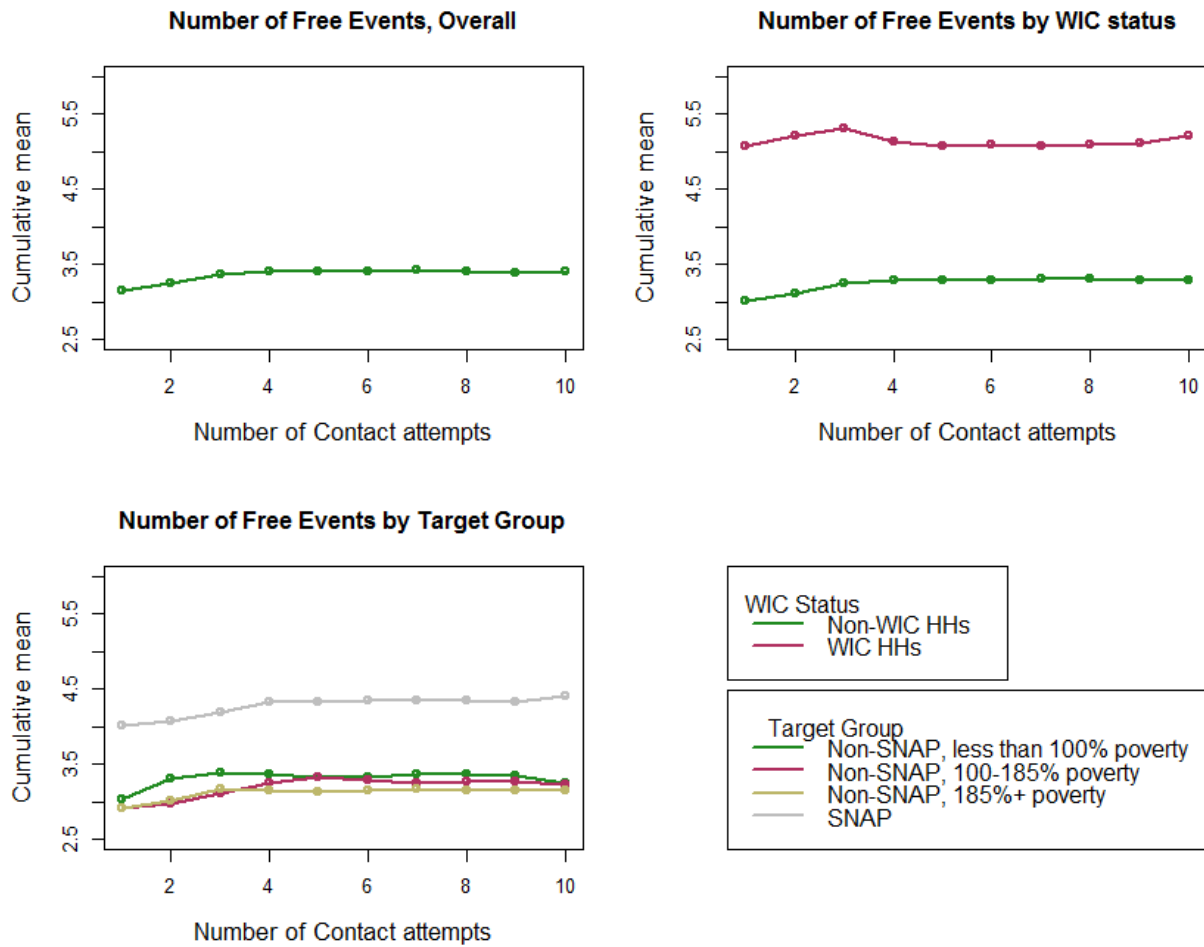 Number of Free Events, Overall
Cumulative mean
5.5
4.5
3.5
2.5
2 4 6 8 10
Number of Contact attempts
Number of Free Events by WIC status
Cumulative mean
5.5
4.5
3.5
2.5
2 4 6 8 10
Number of Contact attempts
Number of Free Events by Target Group
Cumulative mean
5.5
4.5
3.5
2.5
2 4 6 8 10
Number of Contact attempts
WIC Status
Non-WIC HHs
WIC HHs
Target Group
Non-SNAP, less than 100% poverty
Non-SNAP, 100-185% poverty
Non-SNAP, 185%+ poverty
SNAP